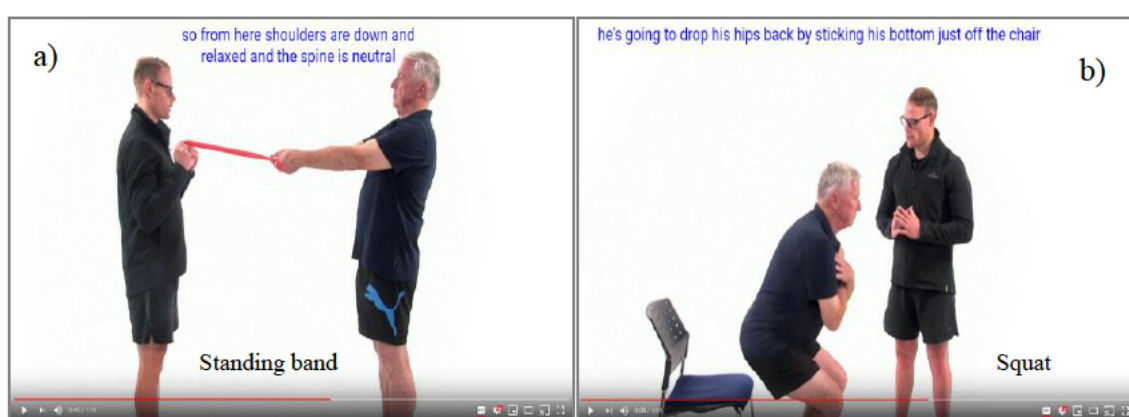 so from here shoulders are down and
relaxed and the spine is neutral
a)
Standing band
he's going to drop his hips back by sticking his bottom just off the chair
b)
Squat